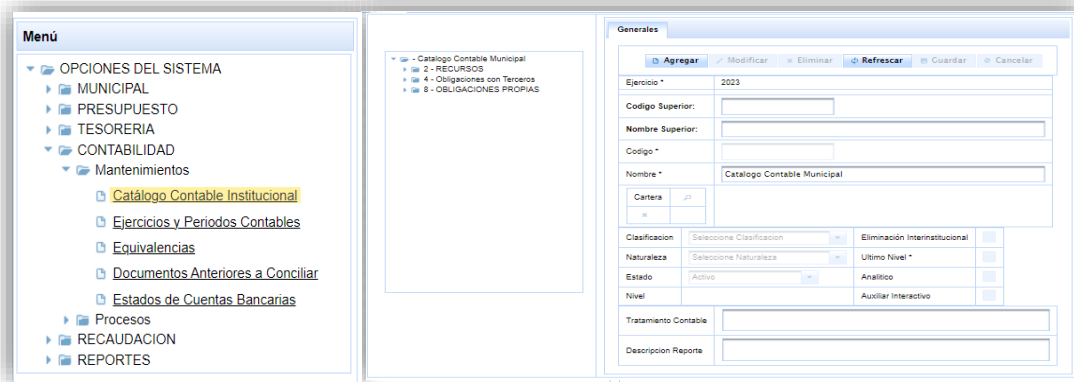 Menú
OPCIONES DEL SISTEMA
MUNICIPAL
PRESUPUESTO
TESORERIA
CONTABILIDAD
Mantenimientos
Catálogo Contable Institucional
Ejercicios y Periodos Contables
Equivalencias
Documentos Anteriores a Conciliar
Estados de Cuentas Bancarias
Procesos
RECAUDACION
REPORTES
- Catalogo Contable Municipal
2 - RECURSOS
4 - Obligaciones con Terceros
8 - OBLIGACIONES PROPIAS
Generales
Agregar Modificar Eliminar Refrescar Guardar Cancelar
Ejercicio * 2023
Codigo Superior:
Nombre Superior:
Codigo *
Nombre * Catalogo Contable Municipal
Cartera
Clasificacion Seleccione Clasificacion Eliminación Interinstitucional
Naturaleza Seleccione Naturaleza Ultimo Nivel *
Estado Activo Analitico
Nivel Auxiliar Interactivo
Tratamiento Contable
Descripcion Reporte